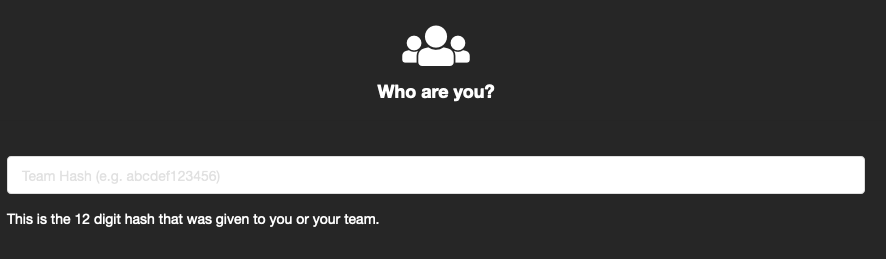 Who are you?
Team Hash (e.g. abcdef123456)
This is the 12 digit hash that was given to you or your team.